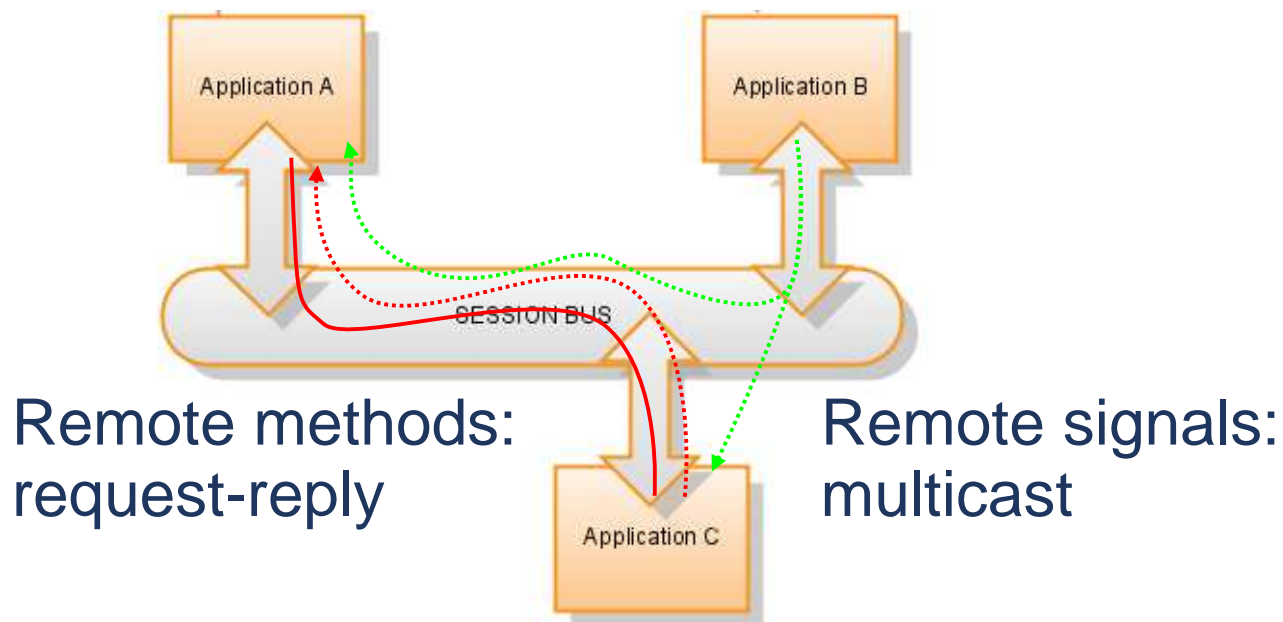 Application A
Application B
SESSION BUS
Remote methods:
request-reply
Remote signals:
multicast
Application C